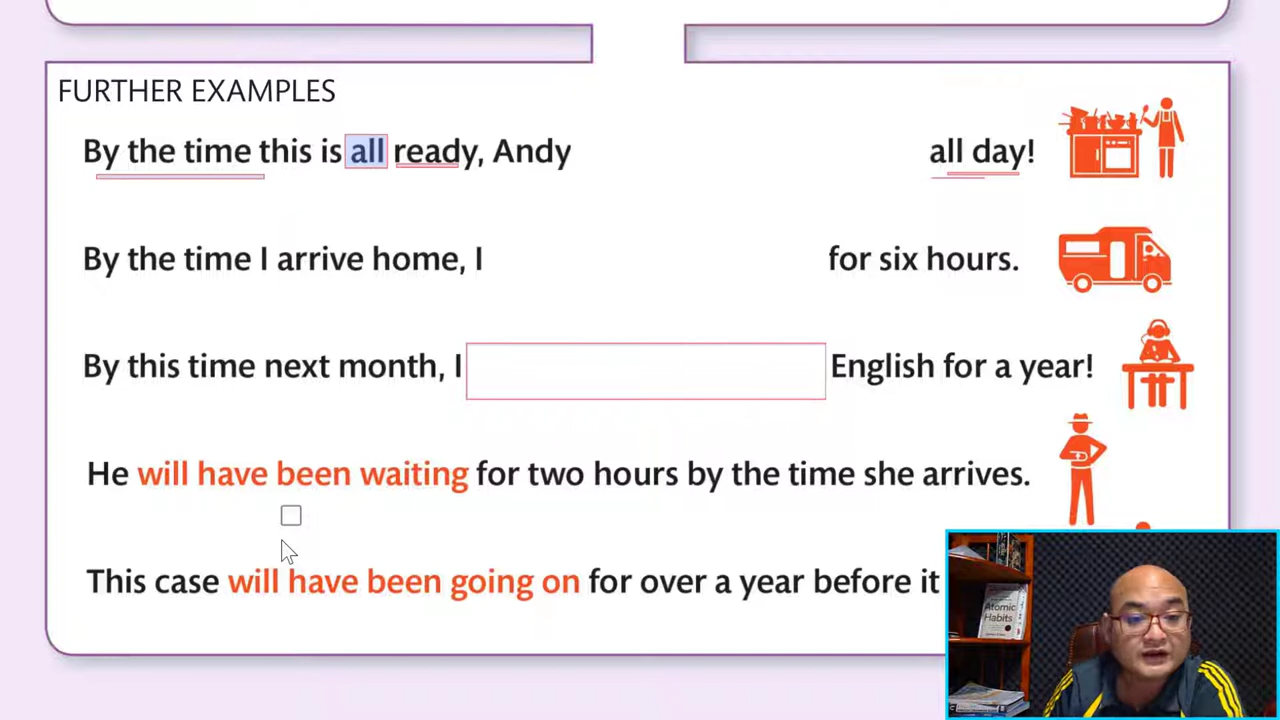 FURTHER EXAMPLES
By the time this is all ready, Andy all day!
By the time I arrive home, I for six hours.
By this time next month, I English for a year!
He will have been waiting for two hours by the time she arrives.
This case will have been going on for over a year before it
Atomic
Habits